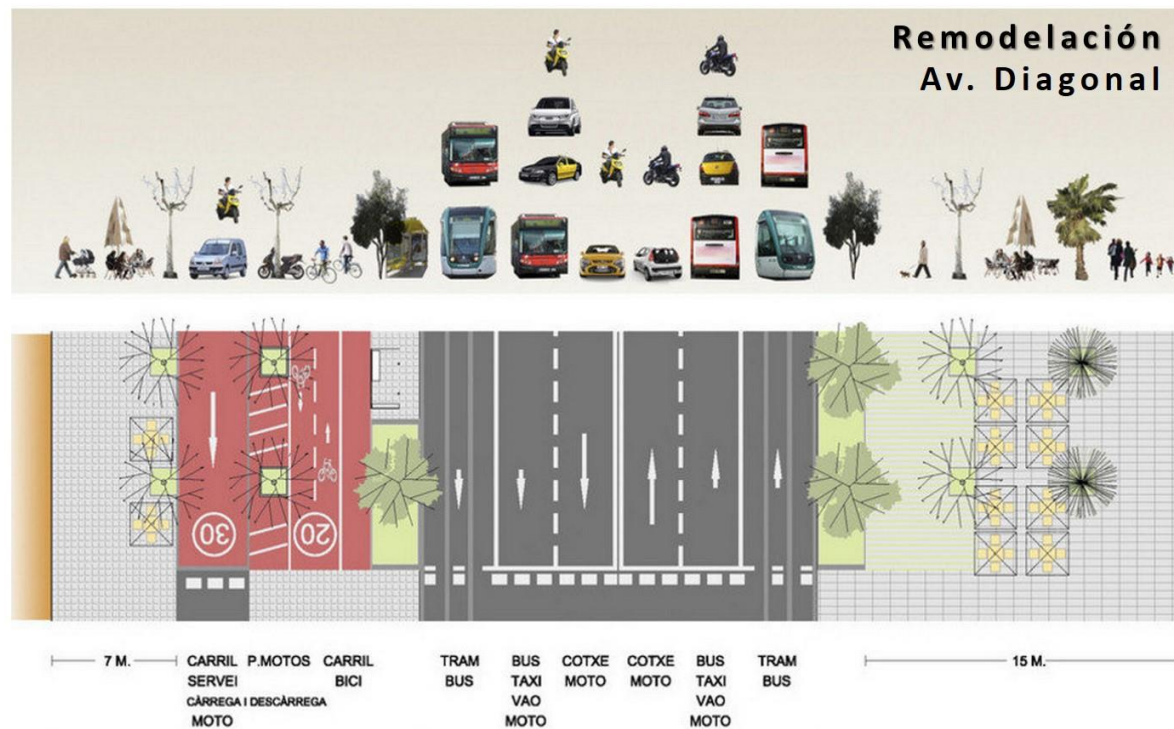 Remodelación
Av. Diagonal
30
20
7 M.
CARRIL
SERVEI
CÀRREGA I DESCÀRREGA
MOTO
P.MOTOS
CARRIL
BICI
TRAM
BUS
BUS
TAXI
VAO
MOTO
COTXE
MOTO
COTXE
MOTO
BUS
TAXI
VAO
MOTO
TRAM
BUS
15 M.